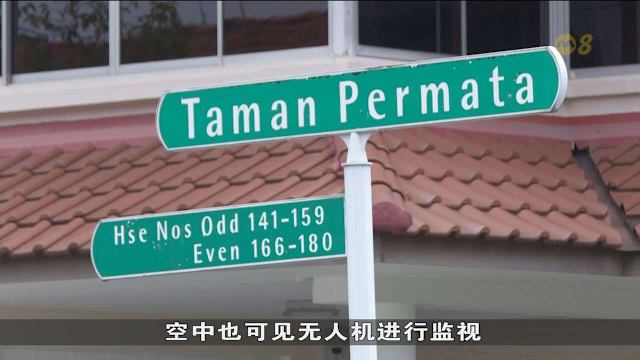 8
Taman Permata
Hse Nos Odd 141-159
Even 166-180
空中也可见无人机进行监视